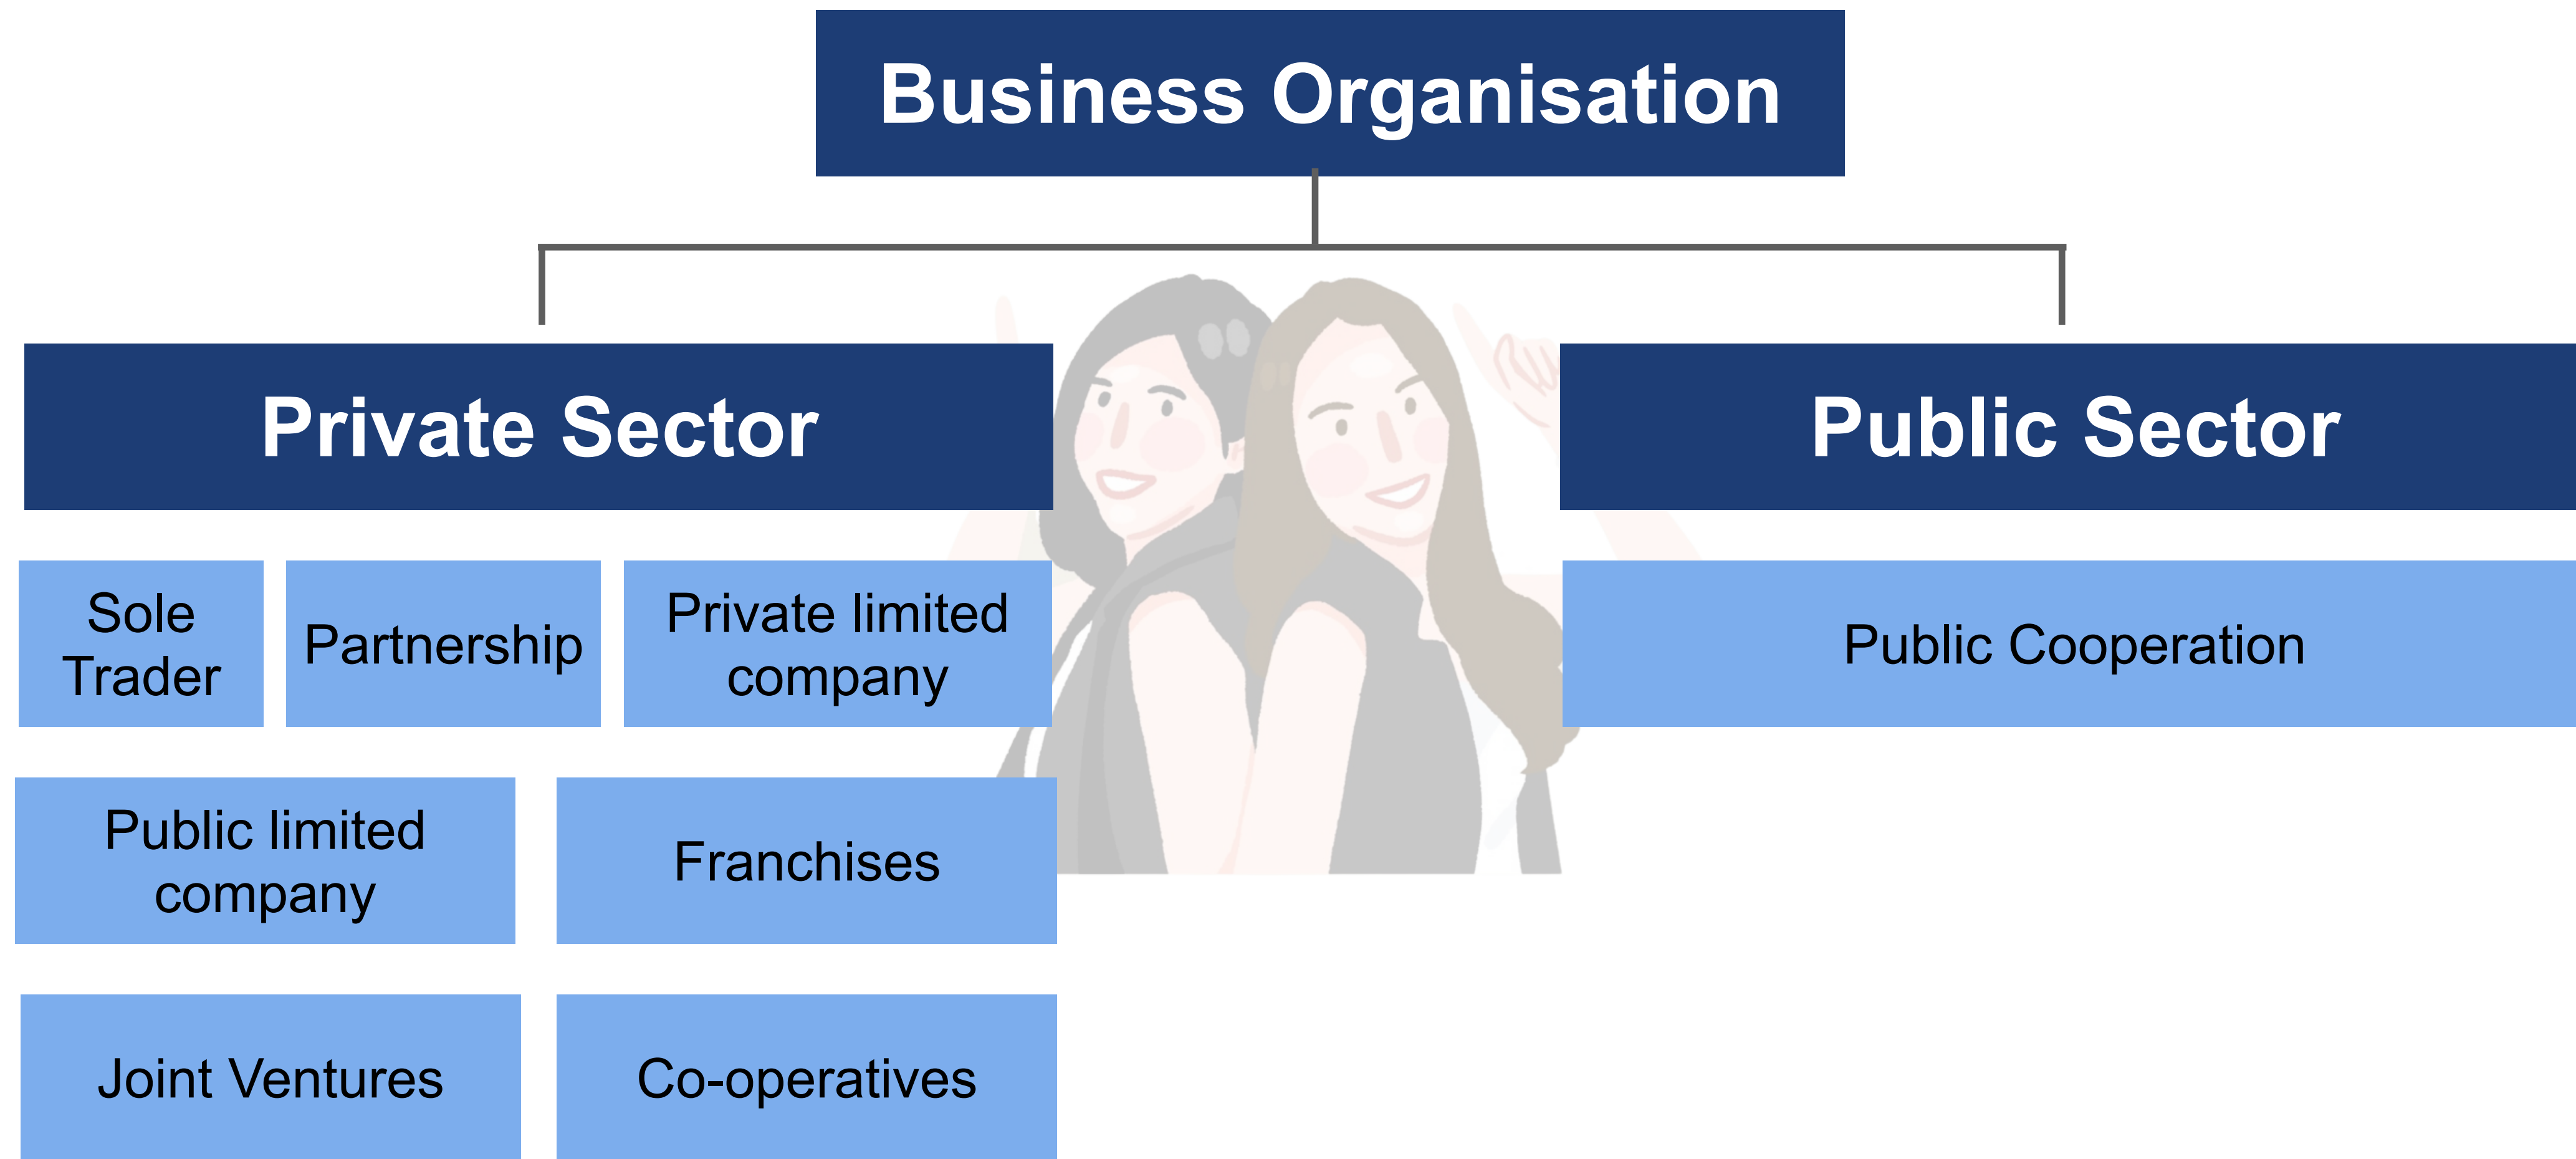 Business Organisation
Private Sector
Public Sector
Sole
Trader
Partnership
Private limited
company
Public Cooperation
Public limited
company
Franchises
Joint Ventures
Co-operatives